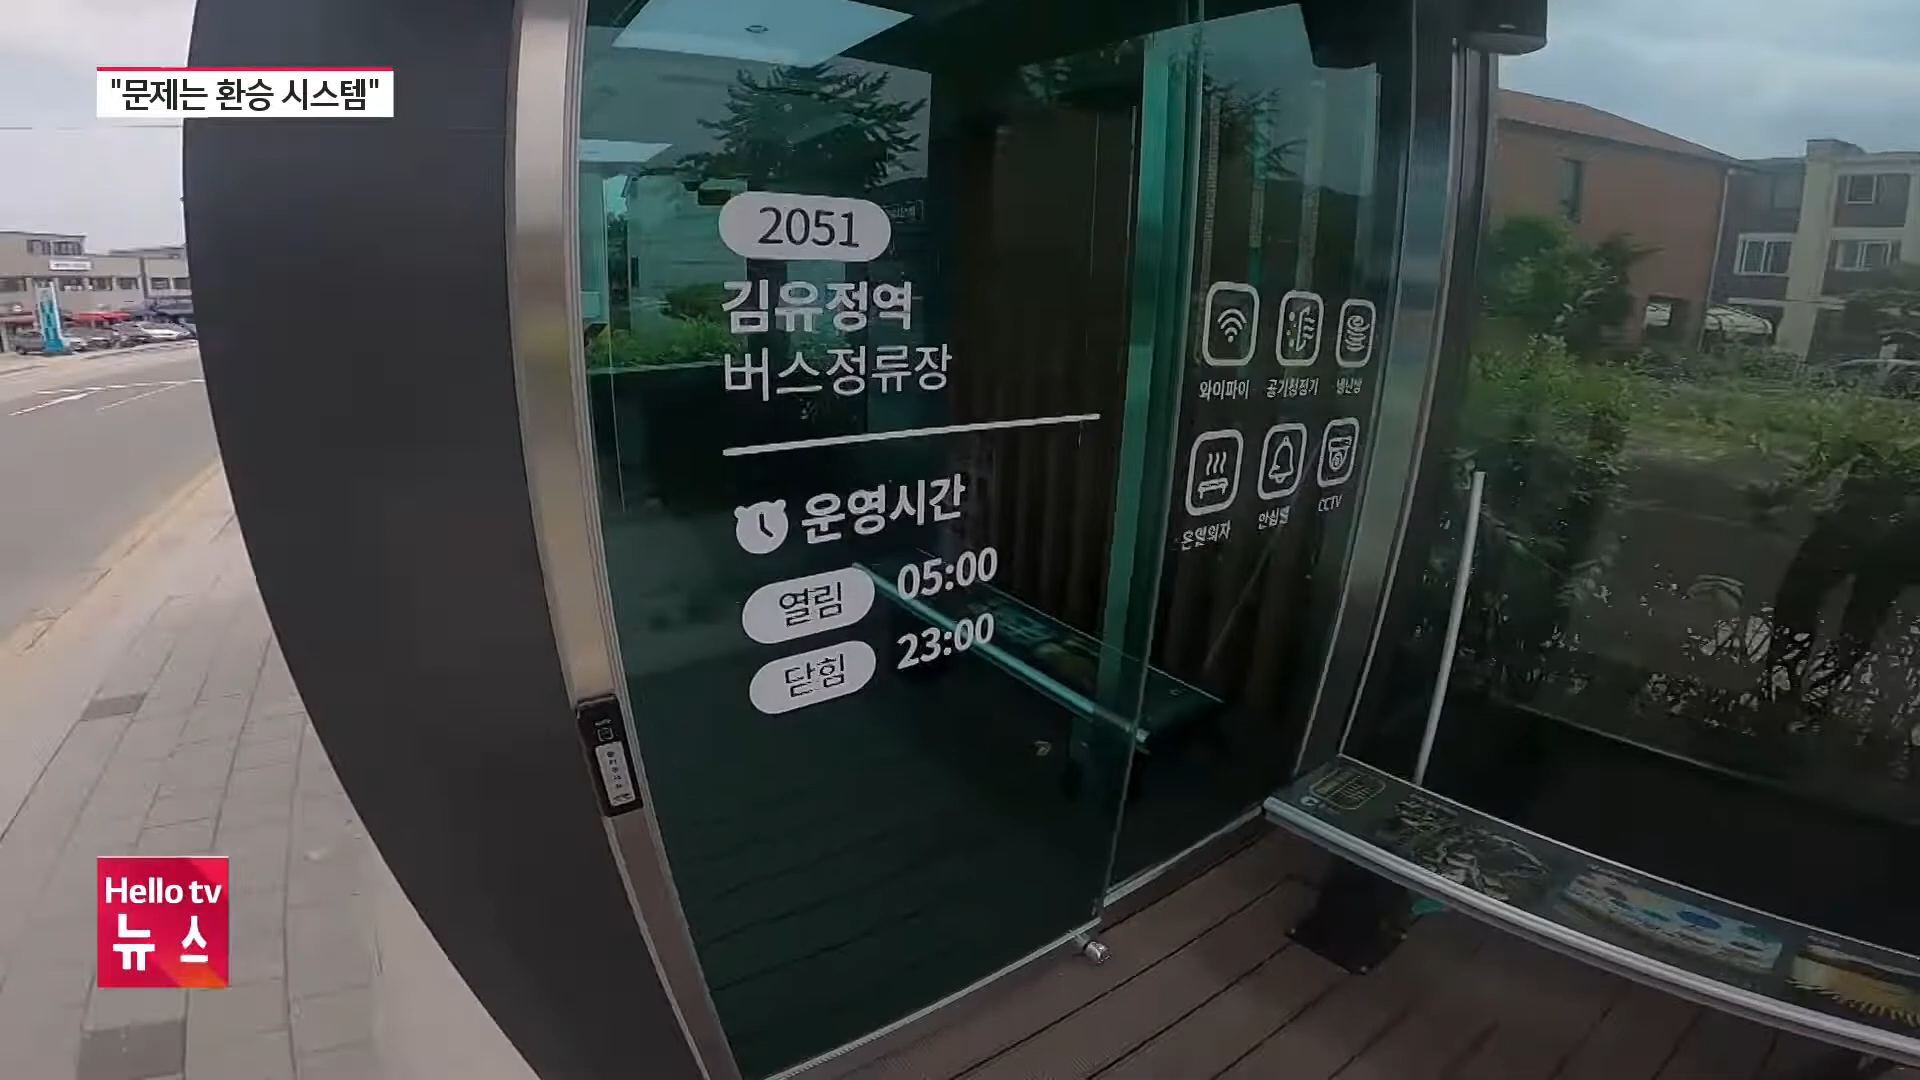 "문제는 환승 시스템"
2051
김유정역
버스정류장
운영시간
열림 05:00
닫힘 23:00
와이파이 공기청정기 냉난방
온열의자 안심벨 CCTV
Hello tv
뉴스